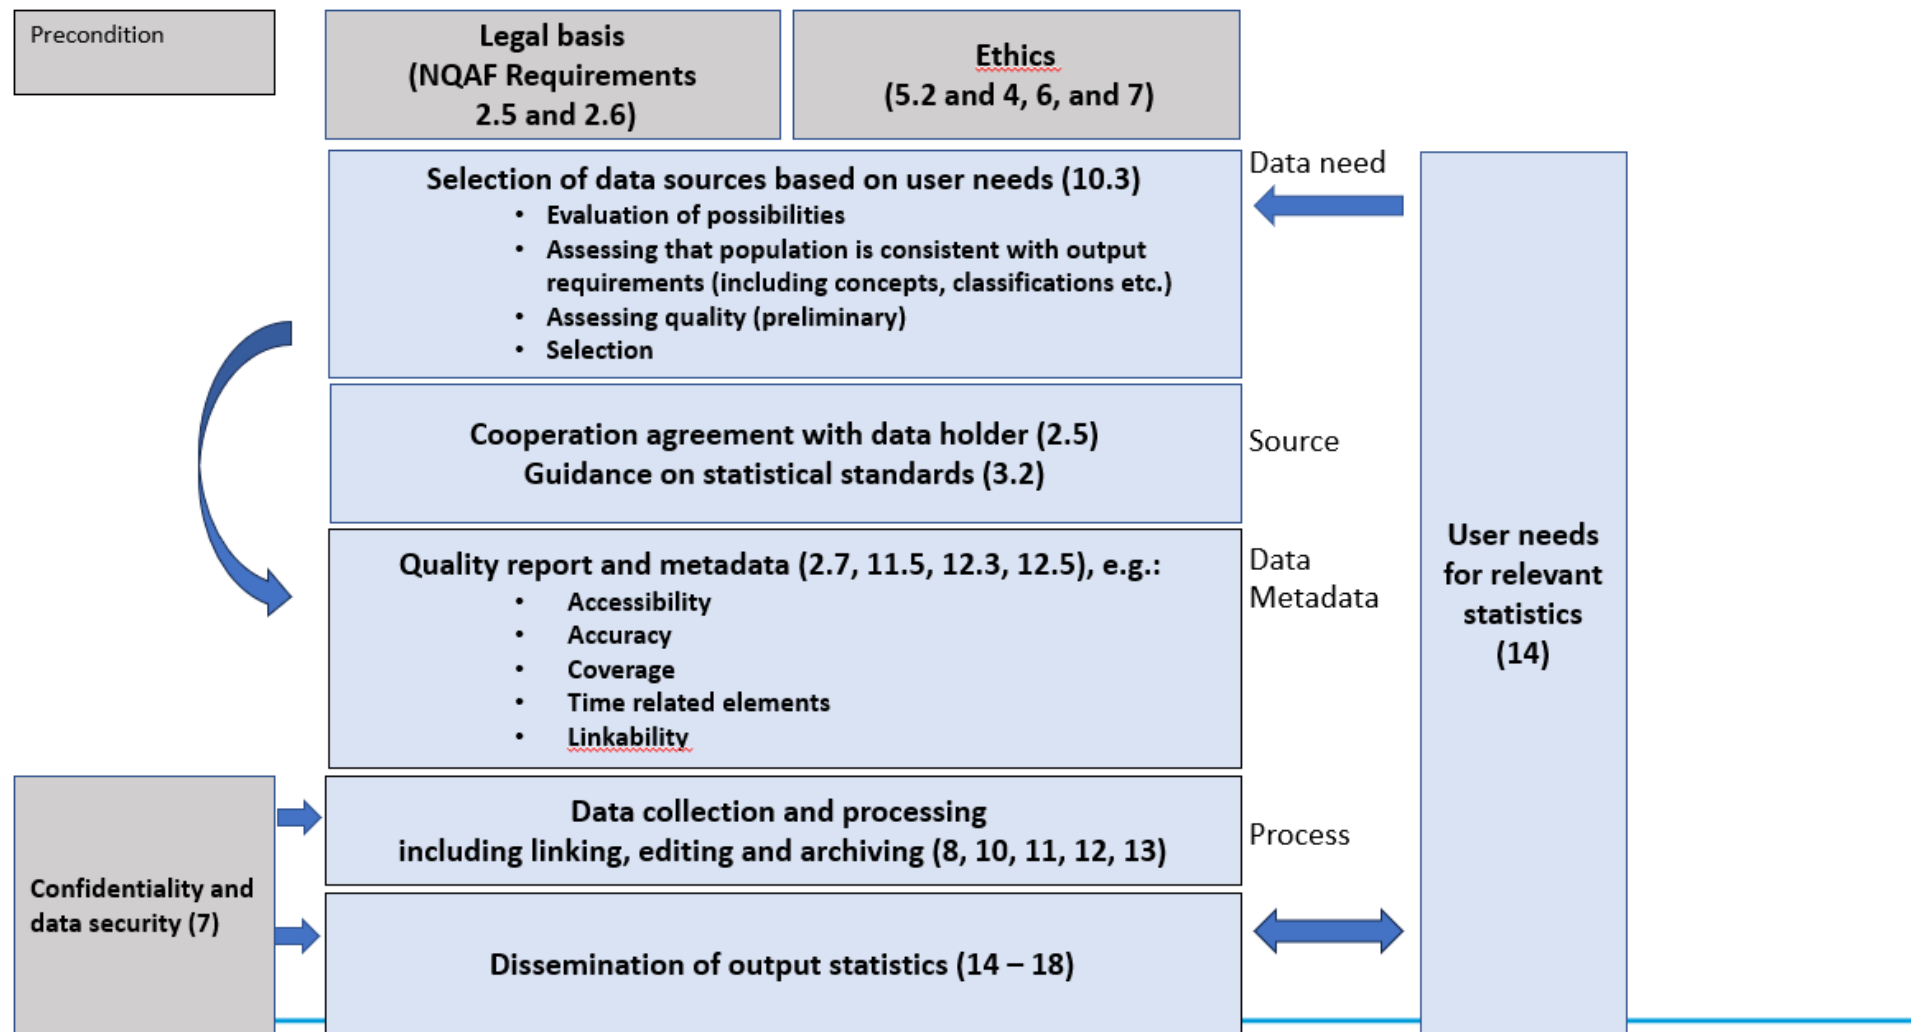 Precondition
Legal basis
(NQAF Requirements
2.5 and 2.6)
Ethics
(5.2 and 4, 6, and 7)
Selection of data sources based on user needs (10.3)
• Evaluation of possibilities
• Assessing that population is consistent with output
requirements (including concepts, classifications etc.)
• Assessing quality (preliminary)
• Selection
Data need
Cooperation agreement with data holder (2.5)
Guidance on statistical standards (3.2)
Source
Quality report and metadata (2.7, 11.5, 12.3, 12.5), e.g.:
• Accessibility
• Accuracy
• Coverage
• Time related elements
• Linkability
Data
Metadata
User needs
for relevant
statistics
(14)
Data collection and processing
including linking, editing and archiving (8, 10, 11, 12, 13)
Process
Confidentiality and
data security (7)
Dissemination of output statistics (14 – 18)